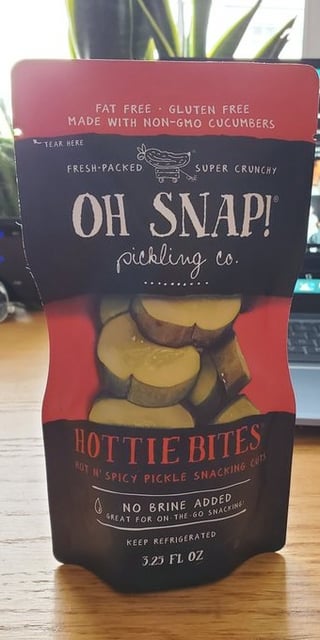 FAT FREE · GLUTEN FREE
MADE WITH NON-GMO CUCUMBERS
TEAR HERE
FRESH-PACKED SUPER CRUNCHY
OH SNAP!®
pickling co.
HOTTIE BITES
HOT N' SPICY PICKLE SNACKING CUTS
NO BRINE ADDED
GREAT FOR ON-THE-GO SNACKING!
KEEP REFRIGERATED
3.25 FL OZ